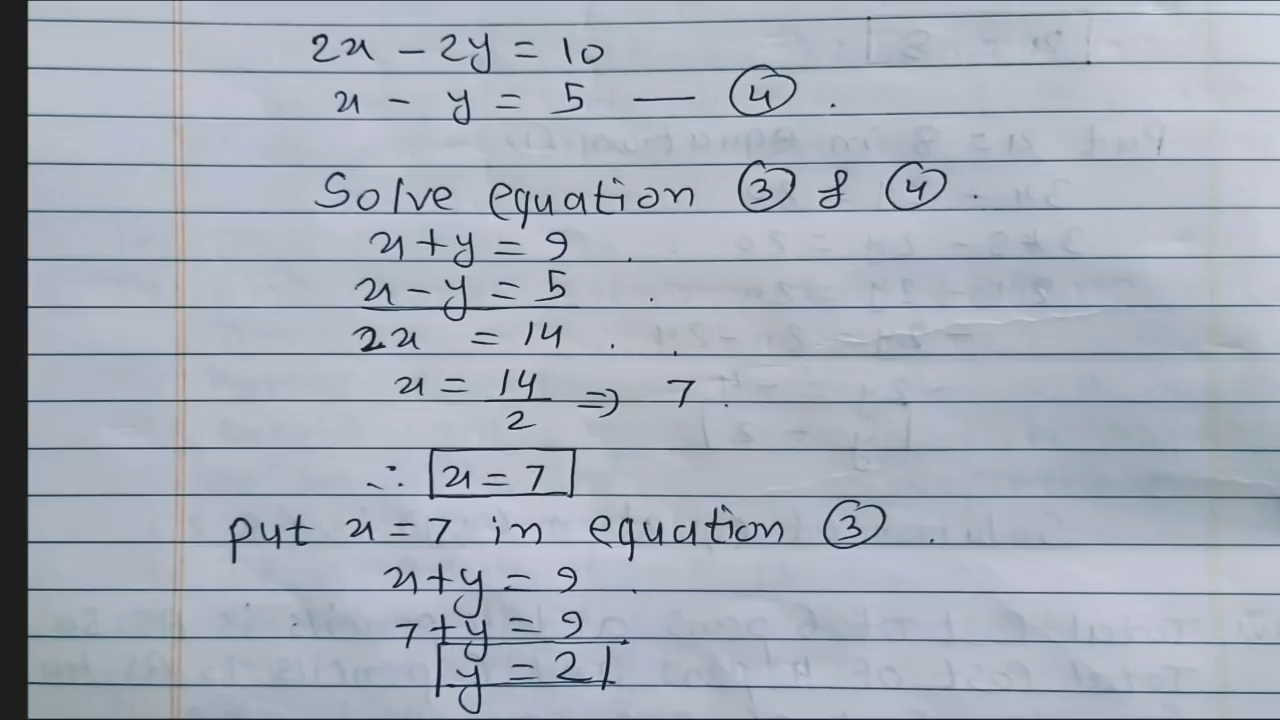 2x - 2y = 10
x - y = 5 — ④ .
Solve equation ③ & ④ .
x + y = 9 .
x - y = 5 .
2x = 14 .
x = 14/2 ⇒ 7 .
∴ x = 7
put x = 7 in equation ③ .
x + y = 9 .
7 + y = 9
y = 2